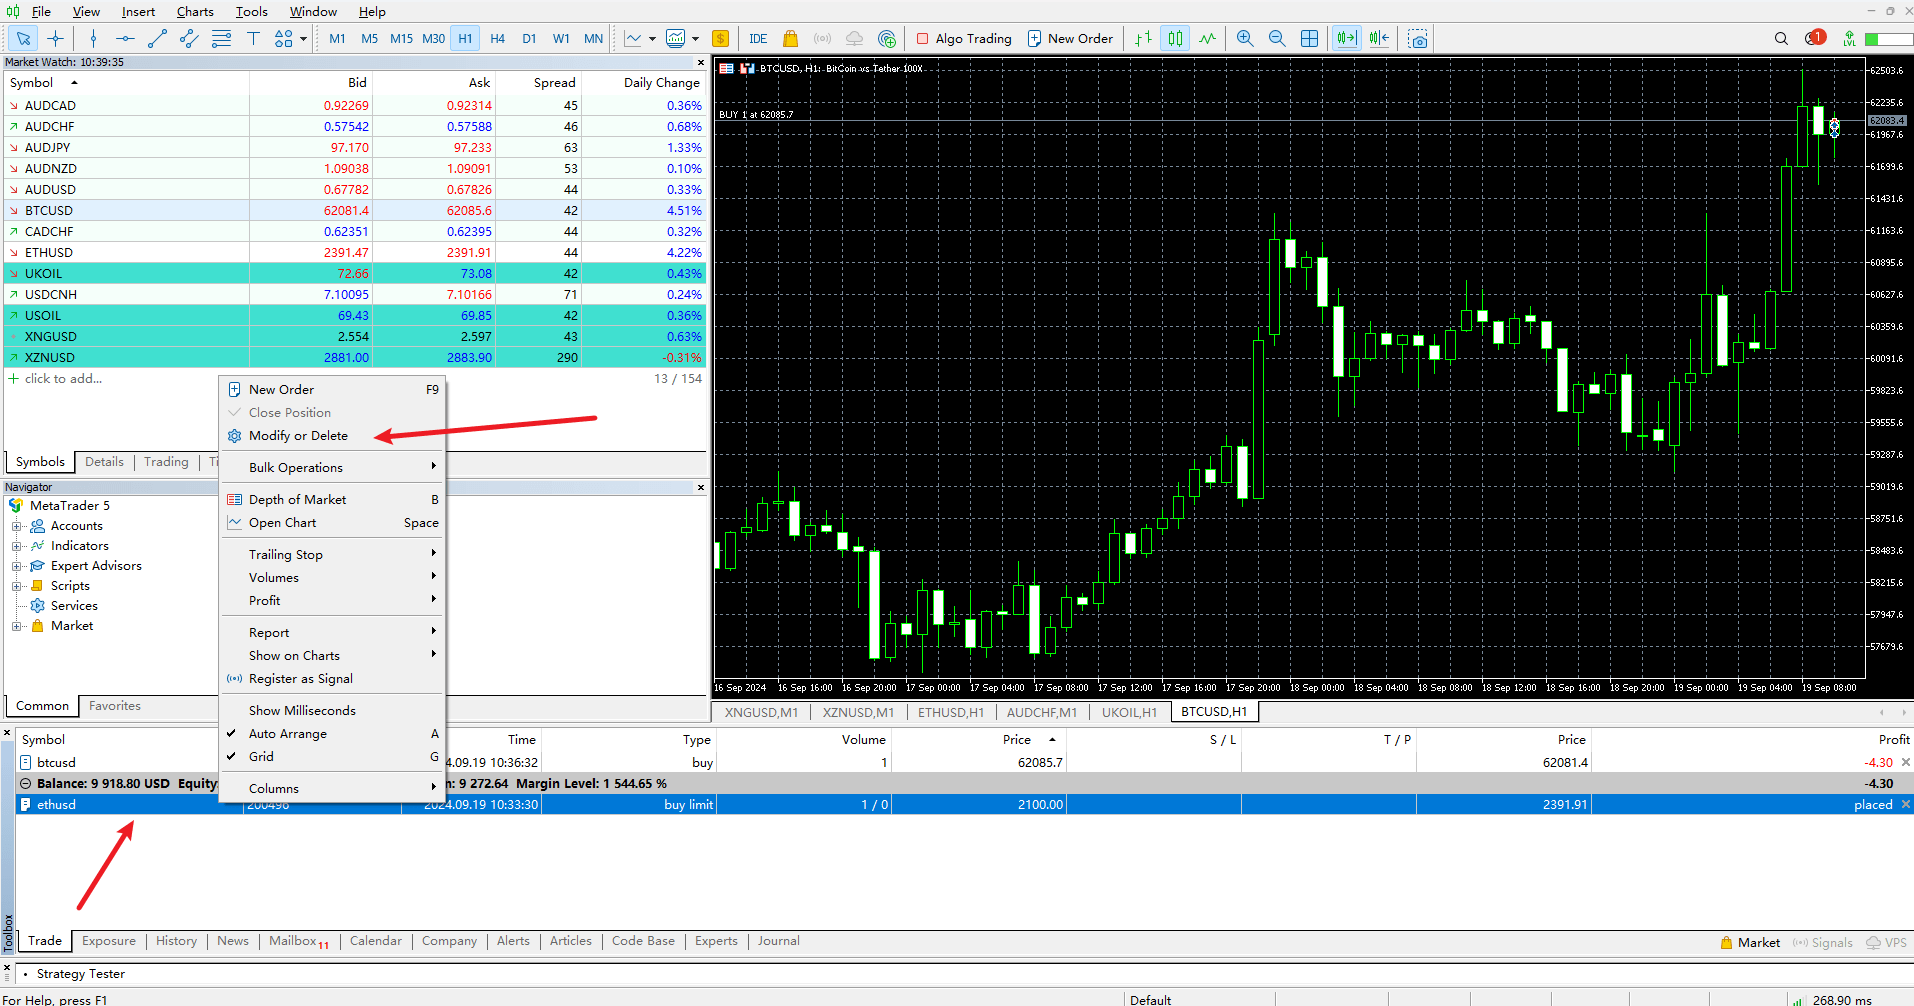 File View Insert Charts Tools Window Help
M1 M5 M15 M30 H1 H4 D1 W1 MN $ IDE Algo Trading New Order 1 LVL
Market Watch: 10:39:35
Symbol Bid Ask Spread Daily Change
AUDCAD 0.92269 0.92314 45 0.36%
AUDCHF 0.57542 0.57588 46 0.68%
AUDJPY 97.170 97.233 63 1.33%
AUDNZD 1.09038 1.09091 53 0.10%
AUDUSD 0.67782 0.67826 44 0.33%
BTCUSD 62081.4 62085.6 42 4.51%
CADCHF 0.62351 0.62395 44 0.32%
ETHUSD 2391.47 2391.91 44 4.22%
UKOIL 72.66 73.08 42 0.43%
USDCNH 7.10095 7.10166 71 0.24%
USOIL 69.43 69.85 42 0.36%
XNGUSD 2.554 2.597 43 0.63%
XZNUSD 2881.00 2883.90 290 -0.31%
click to add... 13 / 154
Symbols Details Trading Ti
New Order F9
Close Position
Modify or Delete
Bulk Operations
Depth of Market B
Open Chart Space
Trailing Stop
Volumes
Profit
Report
Show on Charts
Register as Signal
Show Milliseconds
Auto Arrange A
Grid G
Columns
Navigator
MetaTrader 5
Accounts
Indicators
Expert Advisors
Scripts
Services
Market
Common Favorites
BTCUSD, H1: BitCoin vs Tether 100X
BUY 1 at 62085.7
62503.6
62235.6
62083.4
61967.6
61699.6
61431.6
61163.6
60895.6
60627.6
60359.6
60091.6
59823.6
59555.6
59287.6
59019.6
58751.6
58483.6
58215.6
57947.6
57679.6
16 Sep 2024 16 Sep 16:00 16 Sep 20:00 17 Sep 00:00 17 Sep 04:00 17 Sep 08:00 17 Sep 12:00 17 Sep 16:00 17 Sep 20:00 18 Sep 00:00 18 Sep 04:00 18 Sep 08:00 18 Sep 12:00 18 Sep 16:00 18 Sep 20:00 19 Sep 00:00 19 Sep 04:00 19 Sep 08:00
XNGUSD,M1 XZNUSD,M1 ETHUSD,H1 AUDCHF,M1 UKOIL,H1 BTCUSD,H1
Symbol Time Type Volume Price S / L T / P Price Profit
btcusd 4.09.19 10:36:32 buy 1 62085.7 62081.4 -4.30
Balance: 9 918.80 USD Equity: n: 9 272.64 Margin Level: 1 544.65 % -4.30
ethusd 200496 2024.09.19 10:33:30 buy limit 1 / 0 2100.00 2391.91 placed
Toolbox
Trade Exposure History News Mailbox 11 Calendar Company Alerts Articles Code Base Experts Journal Market Signals VPS
Strategy Tester
For Help, press F1 Default 268.90 ms